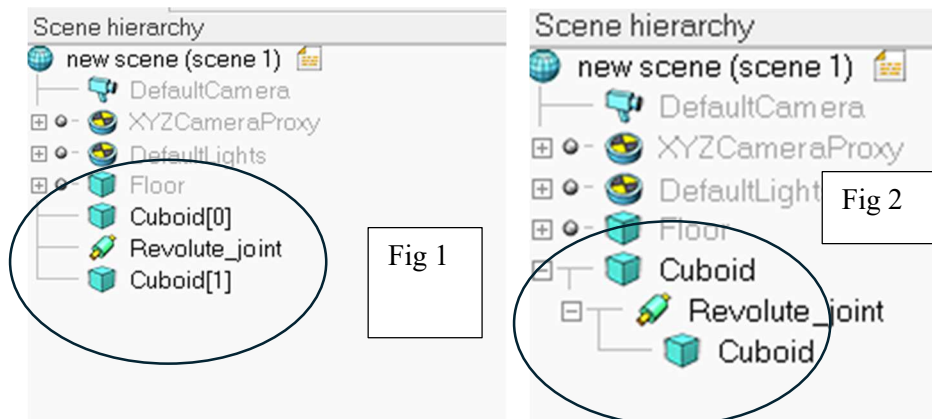 Scene hierarchy
new scene (scene 1)
DefaultCamera
XYZCameraProxy
DefaultLights
Floor
Cuboid[0]
Revolute_joint
Cuboid[1]
Fig 1
Scene hierarchy
new scene (scene 1)
DefaultCamera
XYZCameraProxy
DefaultLight
Floor
Cuboid
Revolute_joint
Cuboid
Fig 2